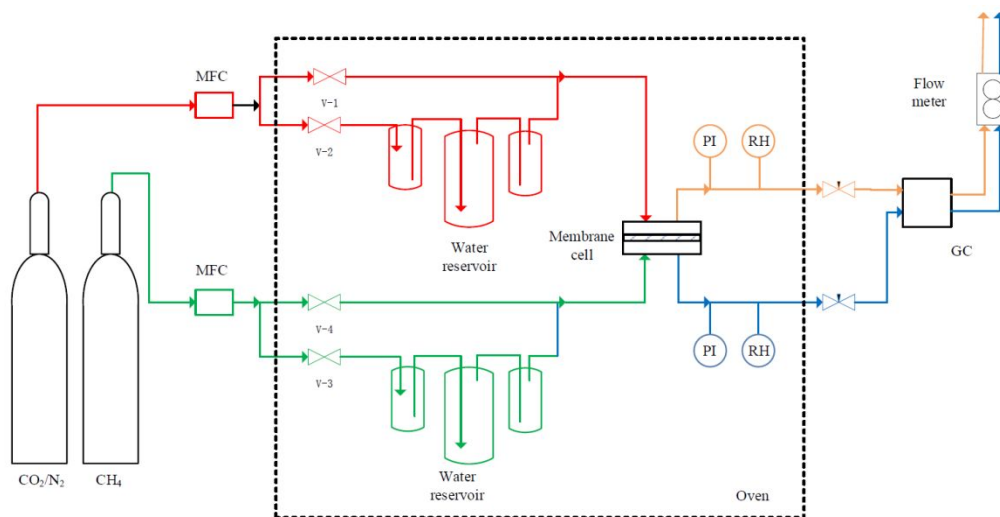 MFC
V-1
V-2
Water
reservoir
PI
RH
Flow
meter
Membrane
cell
GC
MFC
V-4
V-3
PI
RH
Water
reservoir
Oven
CO₂/N₂
CH₄